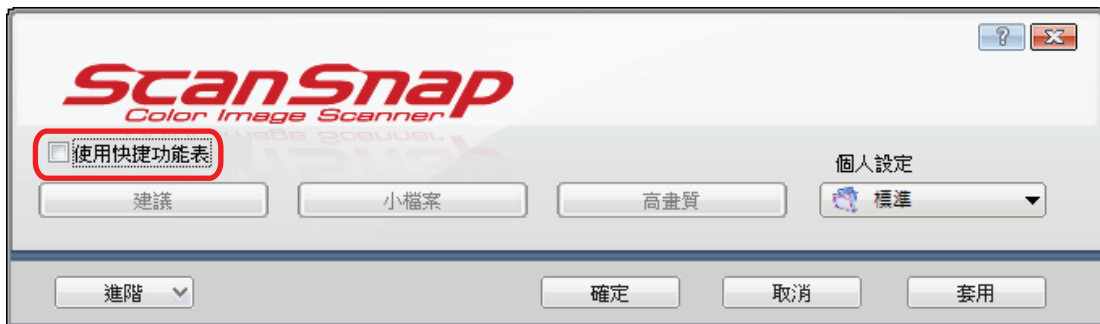 ?
ScanSnap
Color Image Scanner
使用快捷功能表
個人設定
建議 小檔案 高畫質 標準
進階 確定 取消 套用